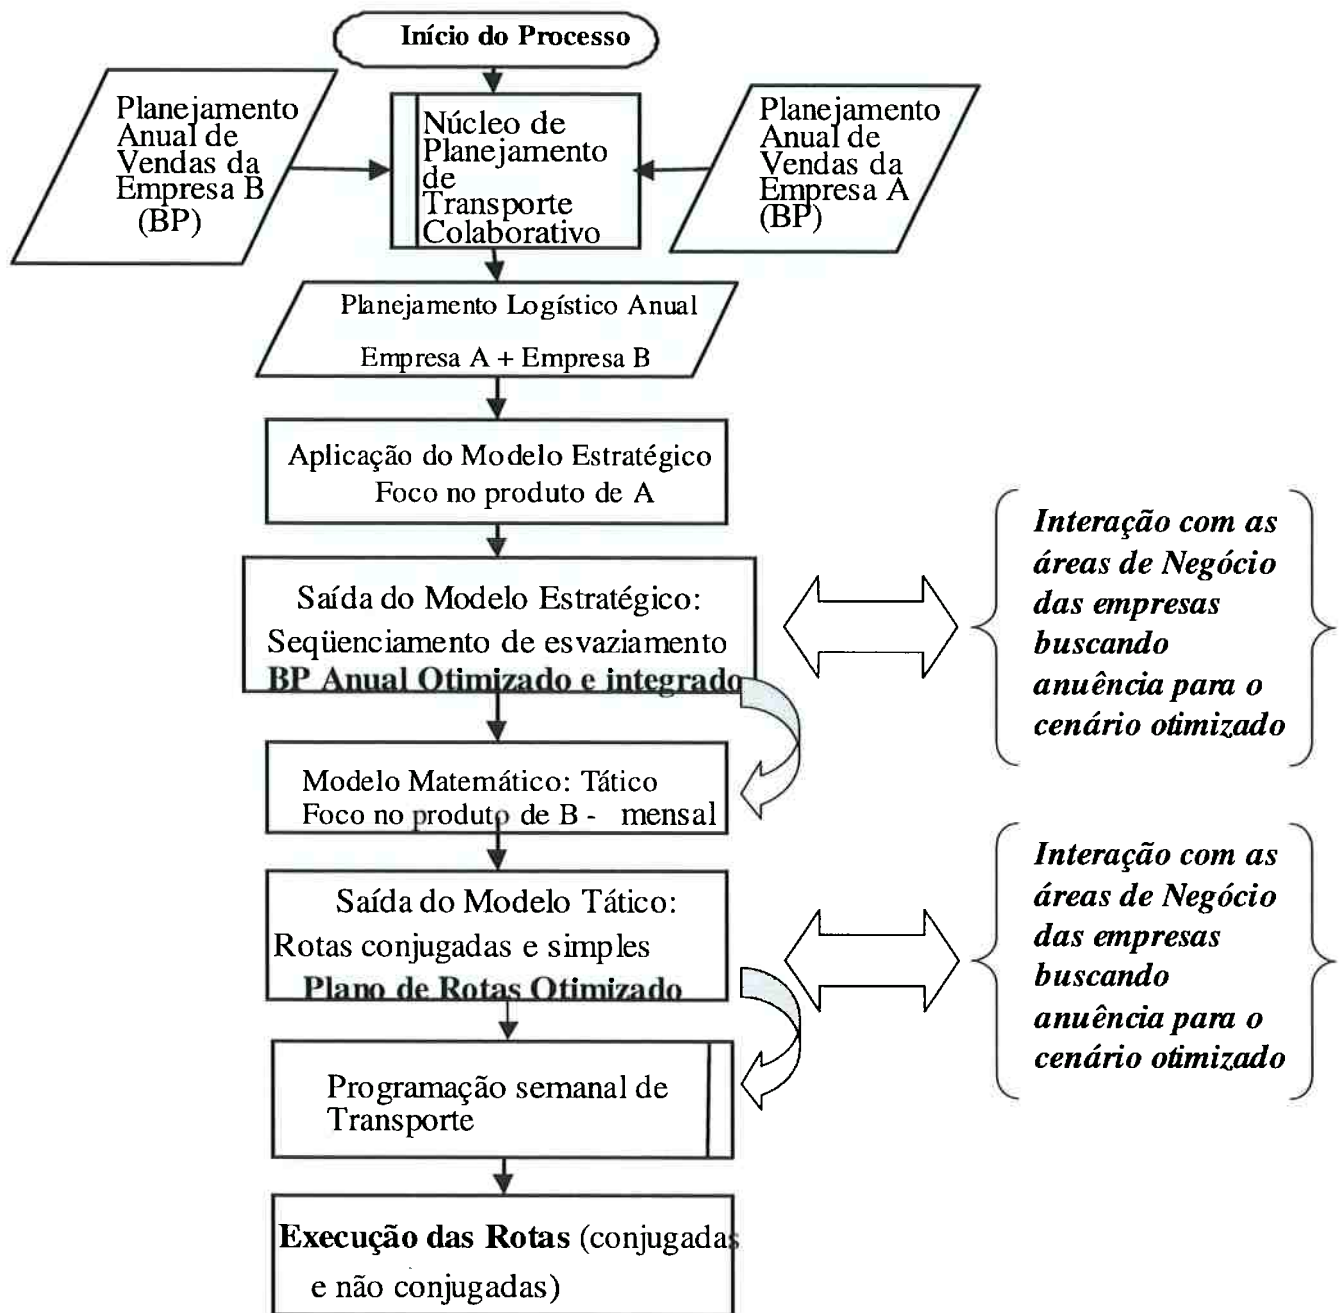 Início do Processo
Planejamento
Anual de
Vendas da
Empresa B
(BP)
Núcleo de
Planejamento
de
Transporte
Colaborativo
Planejamento
Anual de
Vendas da
Empresa A
(BP)
Planejamento Logístico Anual
Empresa A + Empresa B
Aplicação do Modelo Estratégico
Foco no produto de A
Saída do Modelo Estratégico:
Seqüenciamento de esvaziamento
BP Anual Otimizado e integrado
Interação com as
áreas de Negócio
das empresas
buscando
anuência para o
cenário otimizado
Modelo Matemático: Tático
Foco no produto de B - mensal
Saída do Modelo Tático:
Rotas conjugadas e simples
Plano de Rotas Otimizado
Interação com as
áreas de Negócio
das empresas
buscando
anuência para o
cenário otimizado
Programação semanal de
Transporte
Execução das Rotas (conjugadas
e não conjugadas)